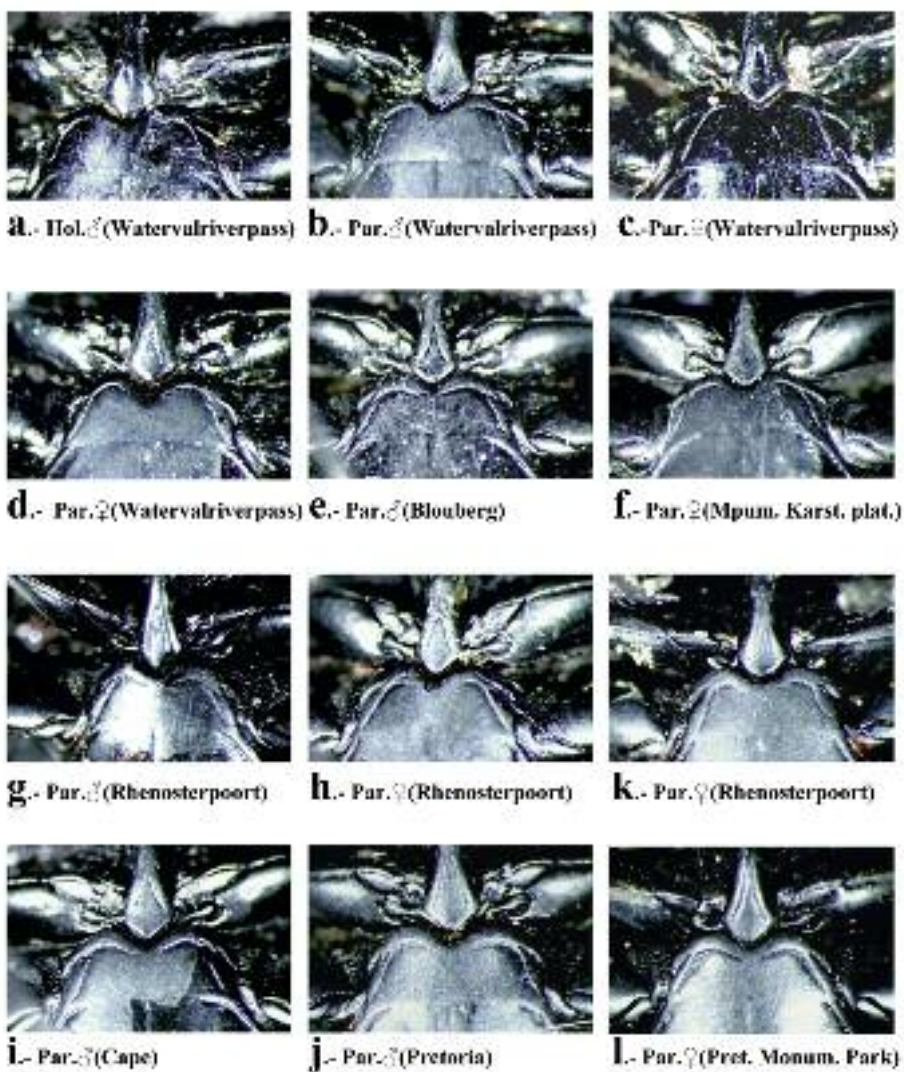 a.- Hol.♂(Watervalriverpass)
b.- Par.♂(Watervalriverpass)
c.-Par.♀(Watervalriverpass)
d.- Par.♀(Watervalriverpass)
e.- Par.♂(Blouberg)
f.- Par.♀(Mpum. Karst. plat.)
g.- Par.♂(Rhenosterpoort)
h.- Par.♀(Rhenosterpoort)
k.- Par.♀(Rhenosterpoort)
i.- Par.♂(Cape)
j.- Par.♂(Pretoria)
l.- Par.♀(Pret. Monum. Park)